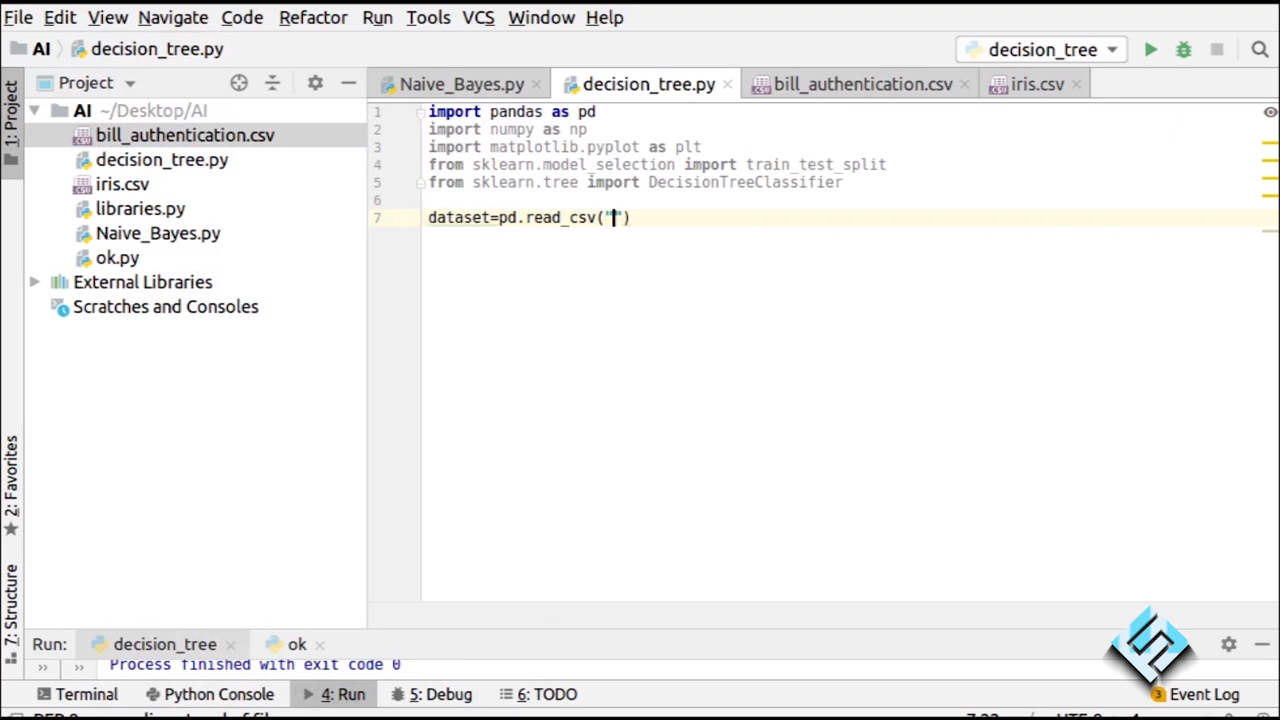 File Edit View Navigate Code Refactor Run Tools VCS Window Help
AI decision_tree.py decision_tree
1: Project
Project
Naive_Bayes.py decision_tree.py bill_authentication.csv iris.csv
AI ~/Desktop/AI
bill_authentication.csv
decision_tree.py
iris.csv
libraries.py
Naive_Bayes.py
ok.py
External Libraries
Scratches and Consoles
1 import pandas as pd
2 import numpy as np
3 import matplotlib.pyplot as plt
4 from sklearn.model_selection import train_test_split
5 from sklearn.tree import DecisionTreeClassifier
6
7 dataset=pd.read_csv("")
2: Favorites
7: Structure
Run: decision_tree ok
Process finished with exit code 0
Terminal Python Console 4: Run 5: Debug 6: TODO 3 Event Log